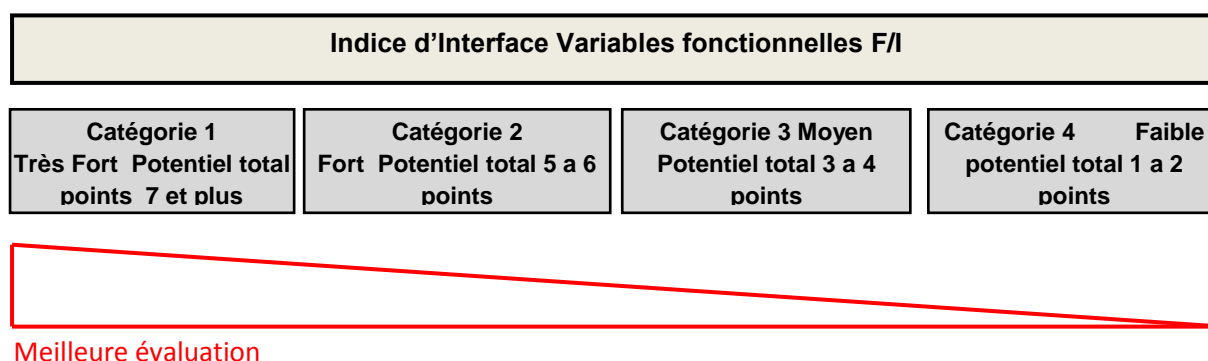 Indice d’Interface Variables fonctionnelles F/I
Catégorie 1
Très Fort Potentiel total
points 7 et plus
Catégorie 2
Fort Potentiel total 5 a 6
points
Catégorie 3 Moyen
Potentiel total 3 a 4
points
Catégorie 4 Faible
potentiel total 1 a 2
points
Meilleure évaluation